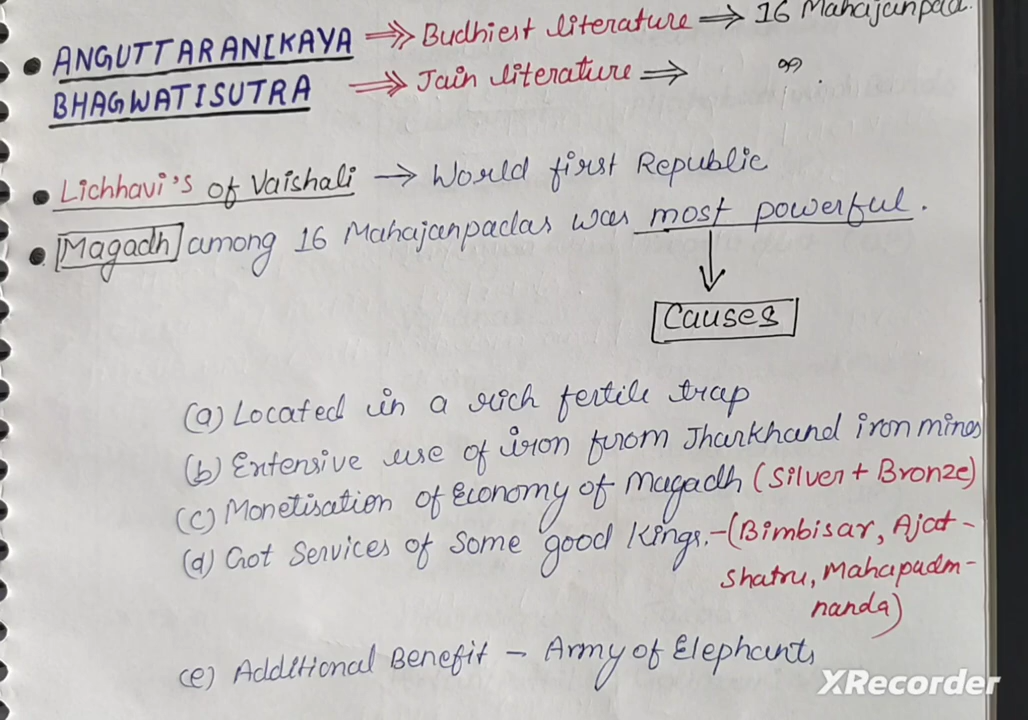 • ANGUTTARANIKAYA ⇒ Budhiest literature ⇒ 16 Mahajanpad.
BHAGWATISUTRA ⇒ Jain literature ⇒ " .
• Lichhavi's of Vaishali → World first Republic
• Magadh among 16 Mahajanpadas was most powerful.
↓
Causes
(a) Located in a rich fertile trap
(b) Extensive use of iron from Jharkhand iron mines
(c) Monetisation of Economy of Magadh (Silver + Bronze)
(d) Got Services of some good Kings. - (Bimbisar, Ajat-
shatru, Mahapadm-
nanda)
(e) Additional Benefit - Army of Elephants
XRecorder